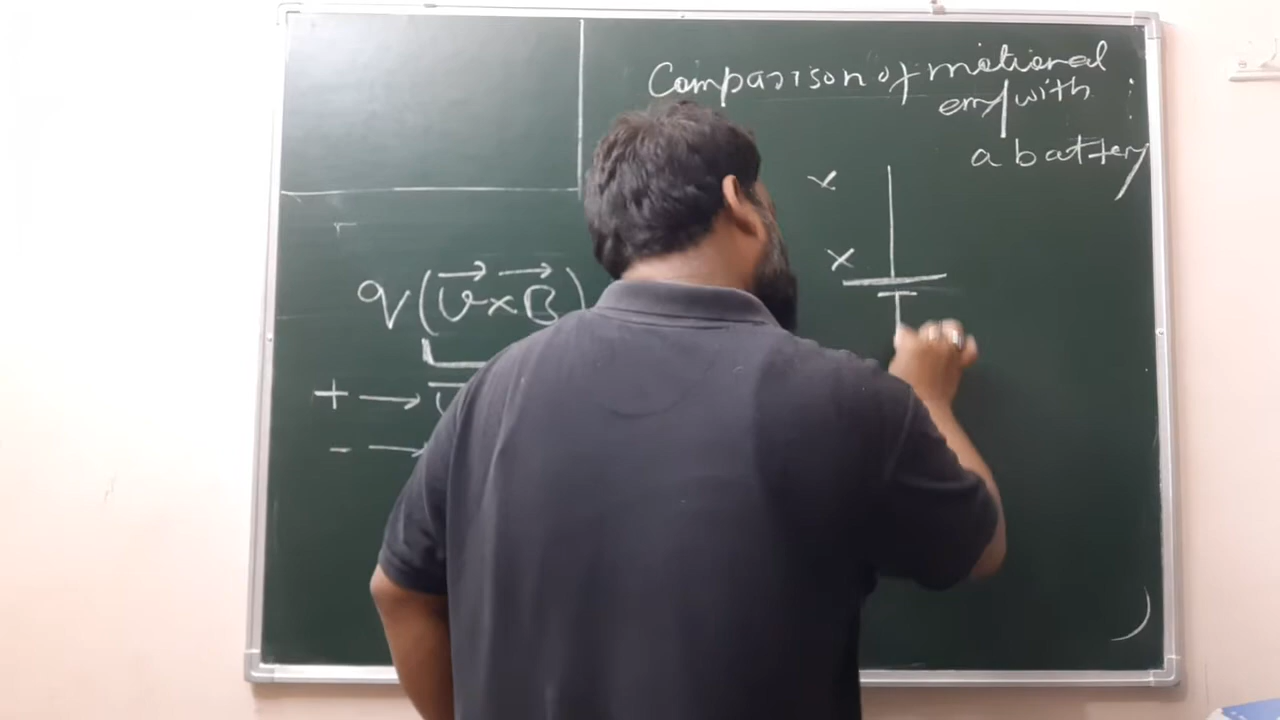 Comparison of motional
emf with
a battery
q(v×B)
+ →
- →
x
x